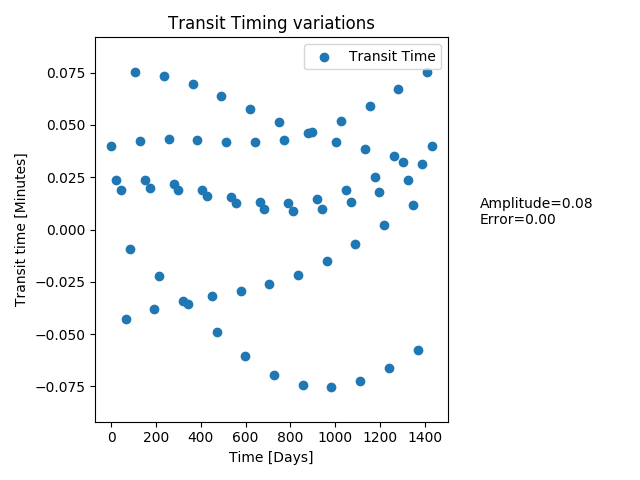 Transit Timing variations
Transit Time
0.075
0.050
0.025
0.000
−0.025
−0.050
−0.075
Transit time [Minutes]
0 200 400 600 800 1000 1200 1400
Time [Days]
Amplitude=0.08
Error=0.00